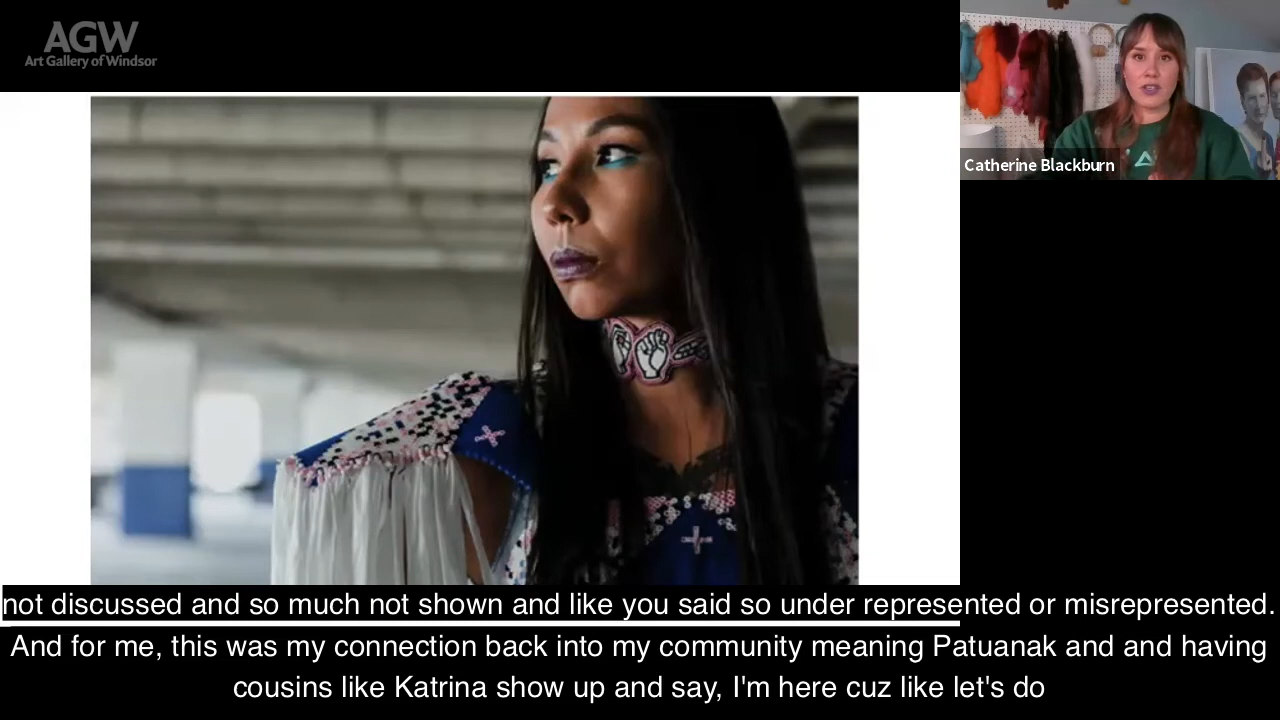 AGW
Art Gallery of Windsor
Catherine Blackburn
not discussed and so much not shown and like you said so under represented or misrepresented.
And for me, this was my connection back into my community meaning Patuanak and and having
cousins like Katrina show up and say, I'm here cuz like let's do